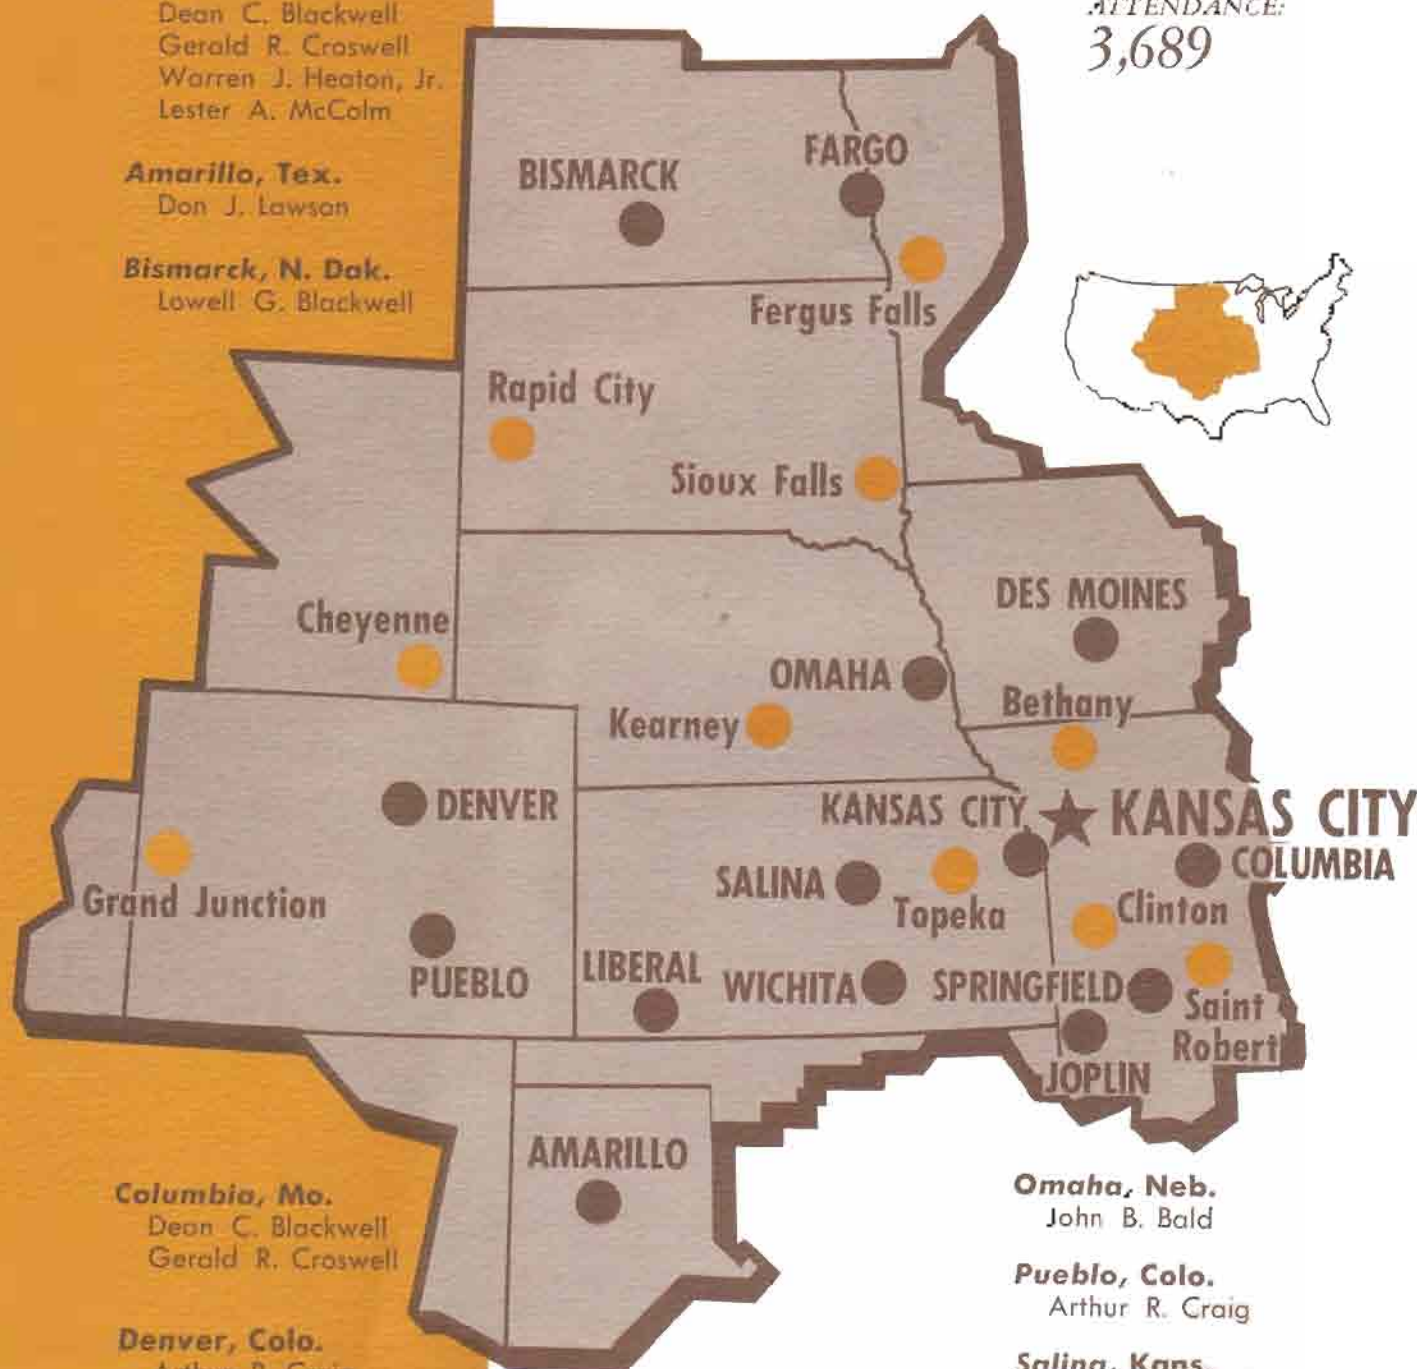 Dean C. Blackwell
Gerald R. Croswell
Warren J. Heaton, Jr.
Lester A. McColm
Amarillo, Tex.
Don J. Lawson
Bismarck, N. Dak.
Lowell G. Blackwell
ATTENDANCE:
3,689
BISMARCK
FARGO
Fergus Falls
Rapid City
Sioux Falls
Cheyenne
DES MOINES
OMAHA
Bethany
Kearney
DENVER
KANSAS CITY
KANSAS CITY
SALINA
COLUMBIA
Grand Junction
Topeka
Clinton
PUEBLO
LIBERAL
WICHITA
SPRINGFIELD
Saint
Robert
JOPLIN
AMARILLO
Columbia, Mo.
Dean C. Blackwell
Gerald R. Croswell
Denver, Colo.
Omaha, Neb.
John B. Bald
Pueblo, Colo.
Arthur R. Craig
Salina, Kans.